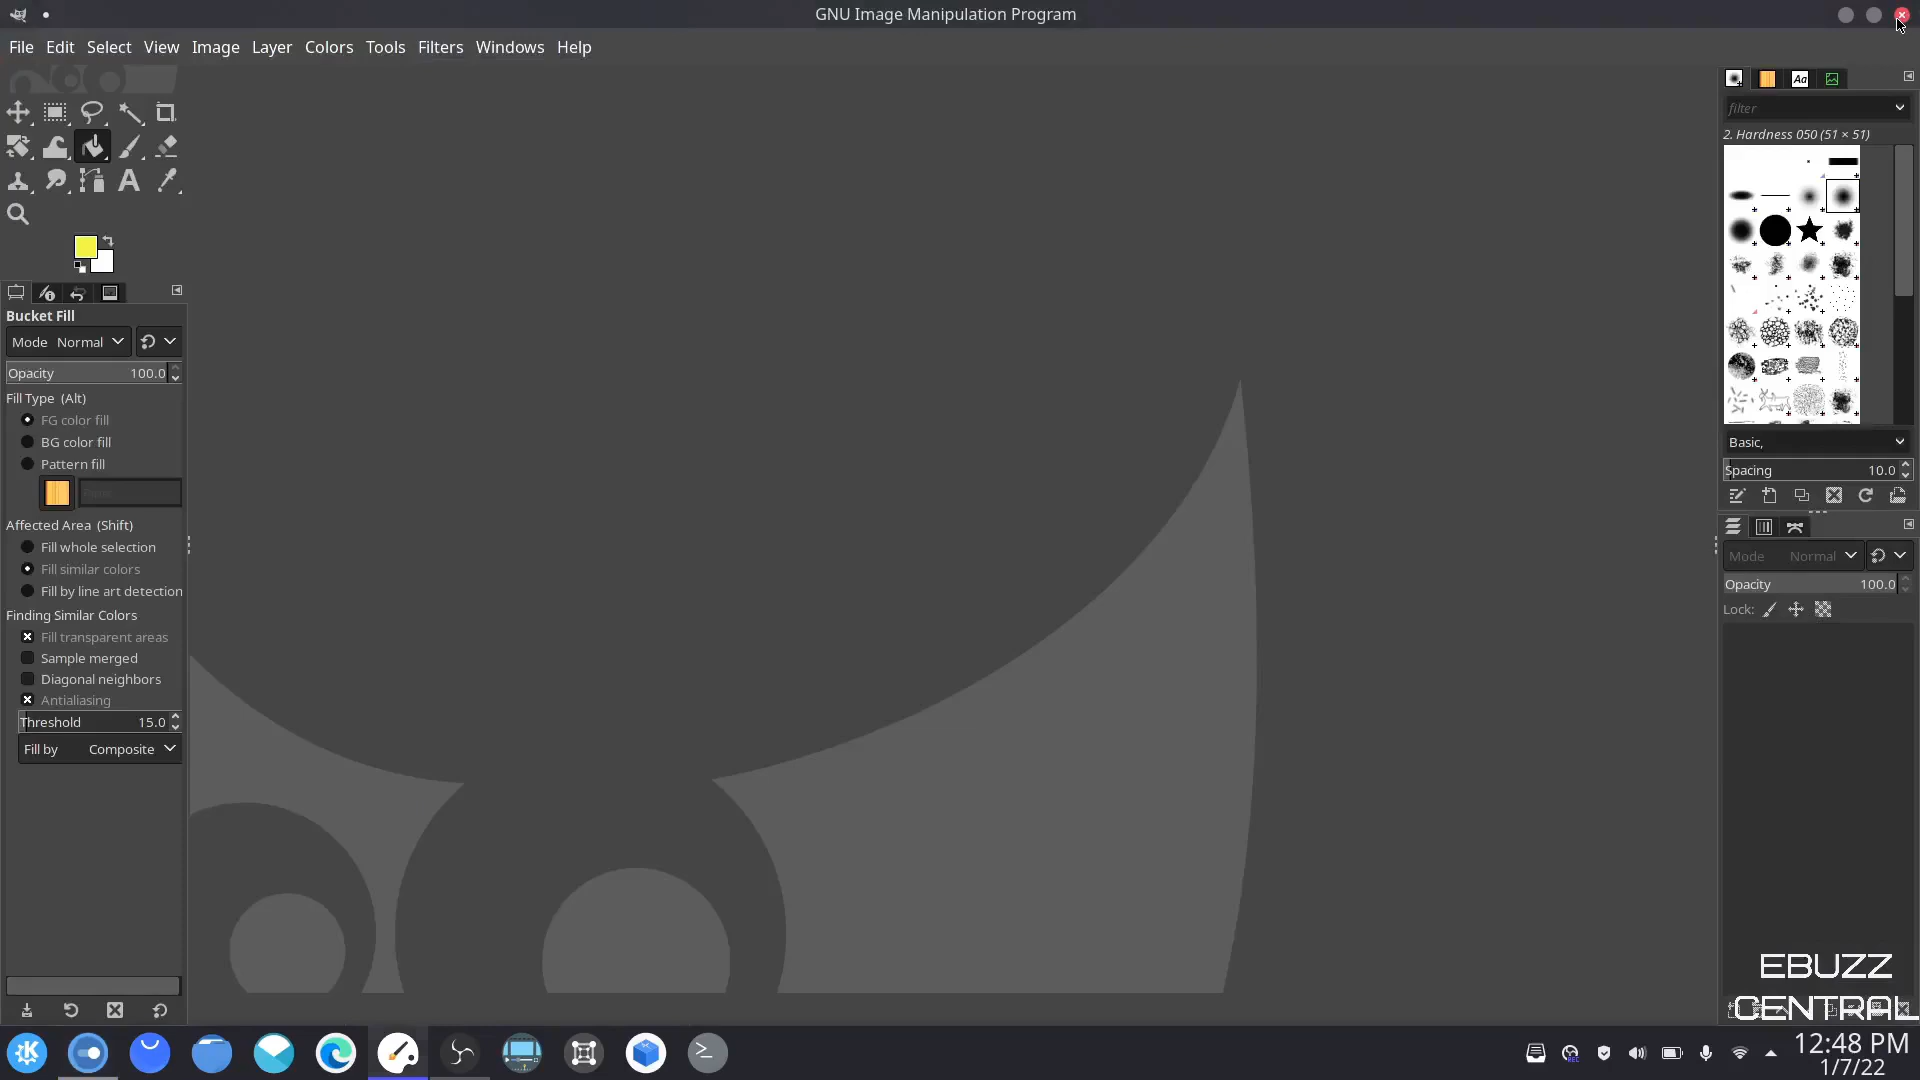 GNU Image Manipulation Program
File Edit Select View Image Layer Colors Tools Filters Windows Help
Bucket Fill
Mode Normal
Opacity 100.0
Fill Type (Alt)
FG color fill
BG color fill
Pattern fill
Affected Area (Shift)
Fill whole selection
Fill similar colors
Fill by line art detection
Finding Similar Colors
Fill transparent areas
Sample merged
Diagonal neighbors
Antialiasing
Threshold 15.0
Fill by Composite
Aa
filter
2. Hardness 050 (51 × 51)
Basic,
Spacing 10.0
Mode Normal
Opacity 100.0
Lock:
EBUZZ
CENTRAL
12:48 PM
1/7/22